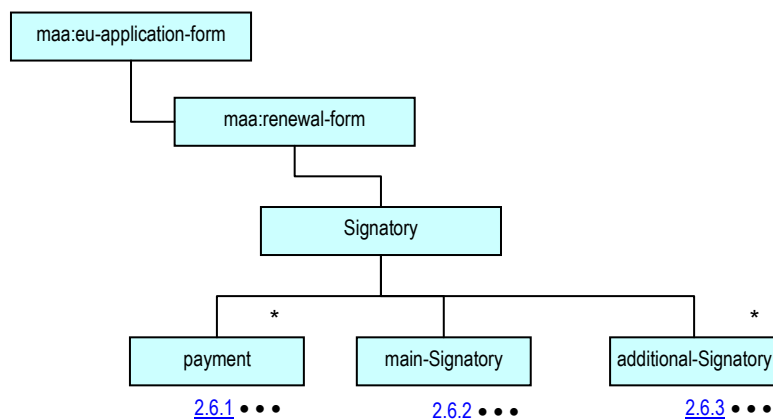 maa:eu-application-form
maa:renewal-form
Signatory
* *
payment main-Signatory additional-Signatory
2.6.1 ● ● ● 2.6.2 ● ● ● 2.6.3 ● ● ●